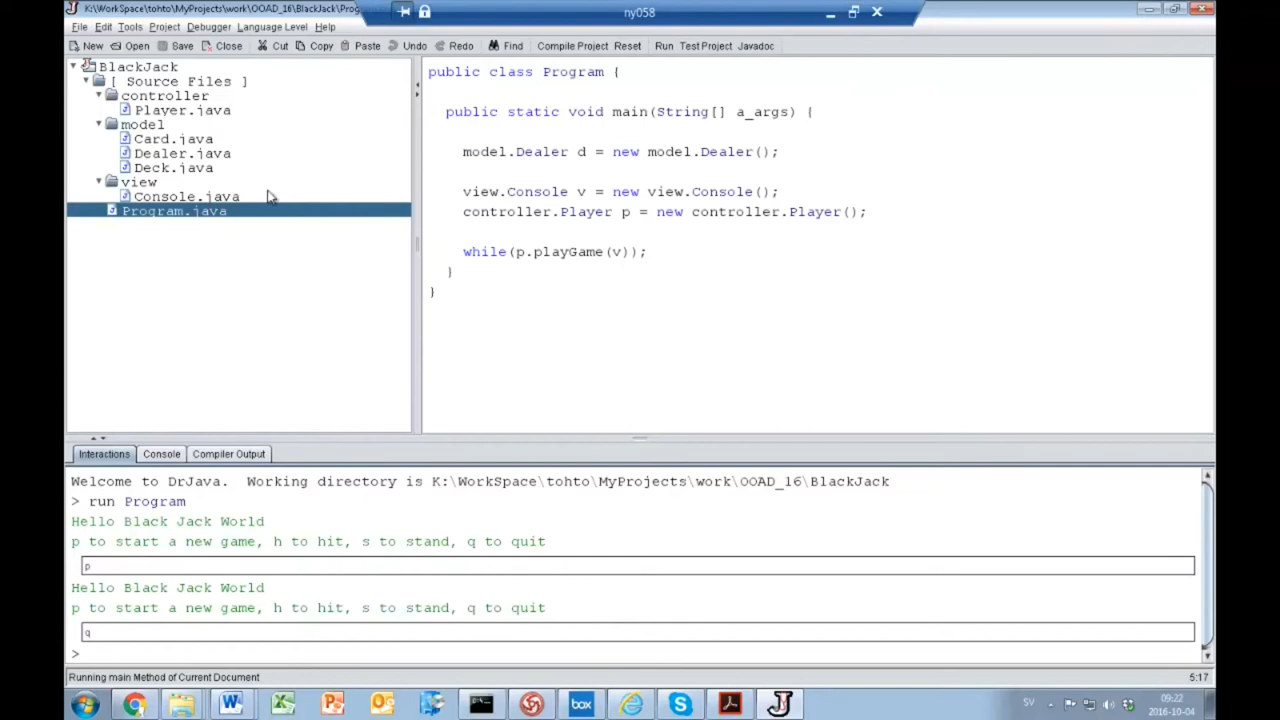 K:\WorkSpace\tohto\MyProjects\work\OOAD_16\BlackJack\Prog
ny058
File Edit Tools Project Debugger Language Level Help
New Open Save Close Cut Copy Paste Undo Redo Find Compile Project Reset Run Test Project Javadoc
BlackJack
[ Source Files ]
controller
Player.java
model
Card.java
Dealer.java
Deck.java
view
Console.java
Program.java
public class Program {
public static void main(String[] a_args) {
model.Dealer d = new model.Dealer();
view.Console v = new view.Console();
controller.Player p = new controller.Player();
while(p.playGame(v));
}
}
Interactions Console Compiler Output
Welcome to DrJava. Working directory is K:\WorkSpace\tohto\MyProjects\work\OOAD_16\BlackJack
> run Program
Hello Black Jack World
p to start a new game, h to hit, s to stand, q to quit
p
Hello Black Jack World
p to start a new game, h to hit, s to stand, q to quit
q
>
Running main Method of Current Document 5:17
box
SV
09:22
2016-10-04